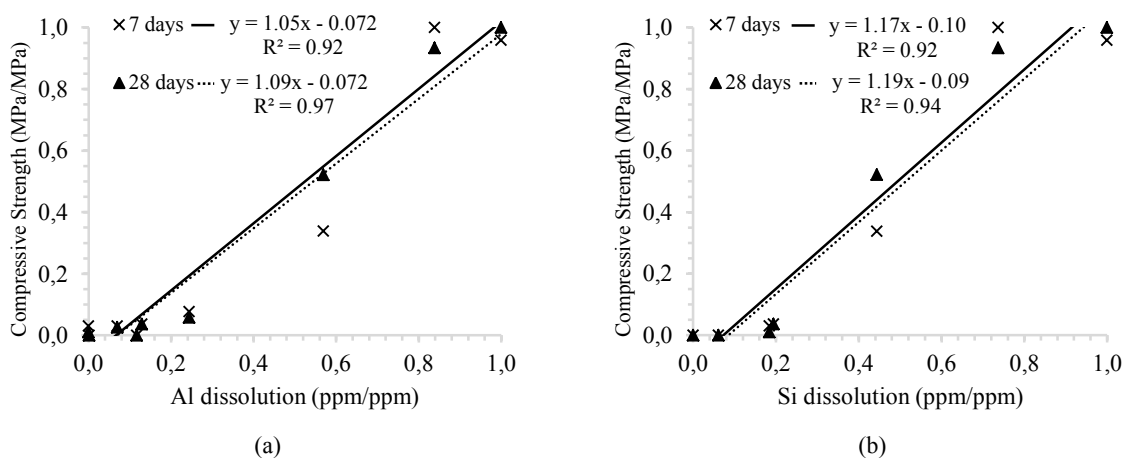 7 days y = 1.05x - 0.072
R² = 0.92
28 days y = 1.09x - 0.072
R² = 0.97
Compressive Strength (MPa/MPa)
1,0
0,8
0,6
0,4
0,2
0,0
0,0 0,2 0,4 0,6 0,8 1,0
Al dissolution (ppm/ppm)
(a)
7 days y = 1.17x - 0.10
R² = 0.92
28 days y = 1.19x - 0.09
R² = 0.94
Compressive Strength (MPa/MPa)
1,0
0,8
0,6
0,4
0,2
0,0
0,0 0,2 0,4 0,6 0,8 1,0
Si dissolution (ppm/ppm)
(b)